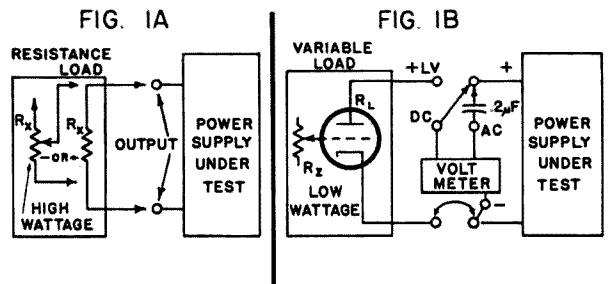 FIG. 1A
RESISTANCE
LOAD
Rx
Rx
-OR-
HIGH
WATTAGE
OUTPUT
POWER
SUPPLY
UNDER
TEST
FIG. 1B
VARIABLE
LOAD
RL
Rz
LOW
WATTAGE
+LV
+
DC
.2µF
AC
VOLT
METER
-
POWER
SUPPLY
UNDER
TEST